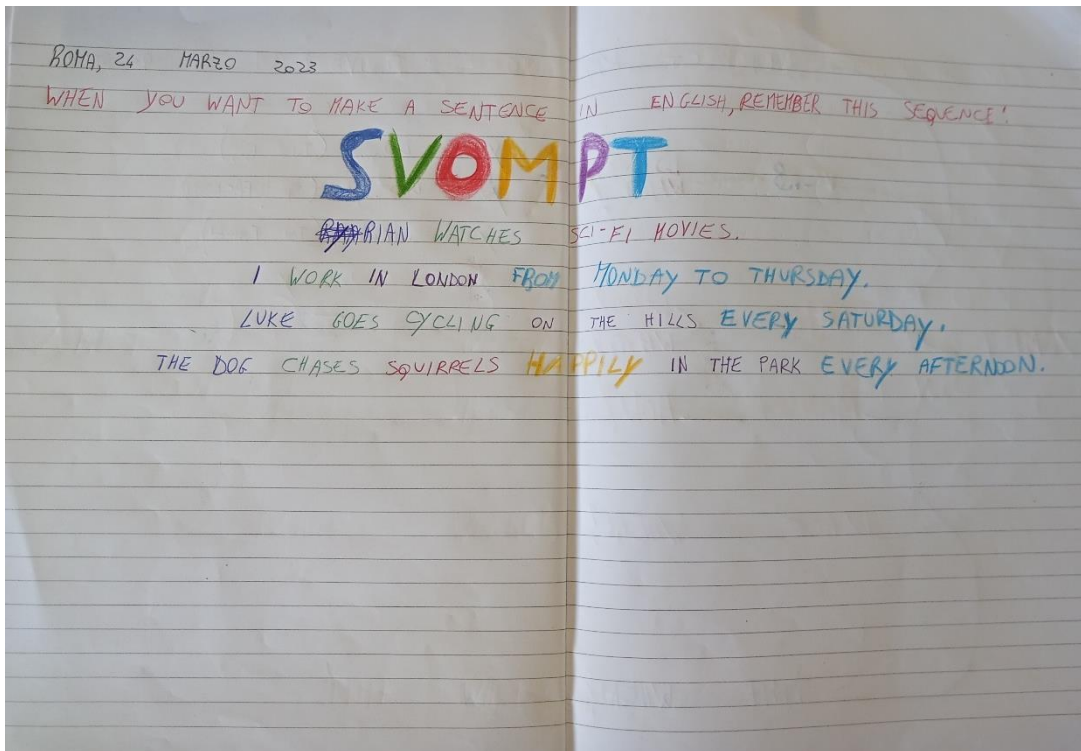 ROMA, 24 MARZO 2023
WHEN YOU WANT TO MAKE A SENTENCE IN ENGLISH, REMEMBER THIS SEQUENCE!
SVOMPT
RIAN WATCHES SCI-FI MOVIES.
I WORK IN LONDON FROM MONDAY TO THURSDAY.
LUKE GOES CYCLING ON THE HILLS EVERY SATURDAY.
THE DOG CHASES SQUIRRELS HAPPILY IN THE PARK EVERY AFTERNOON.